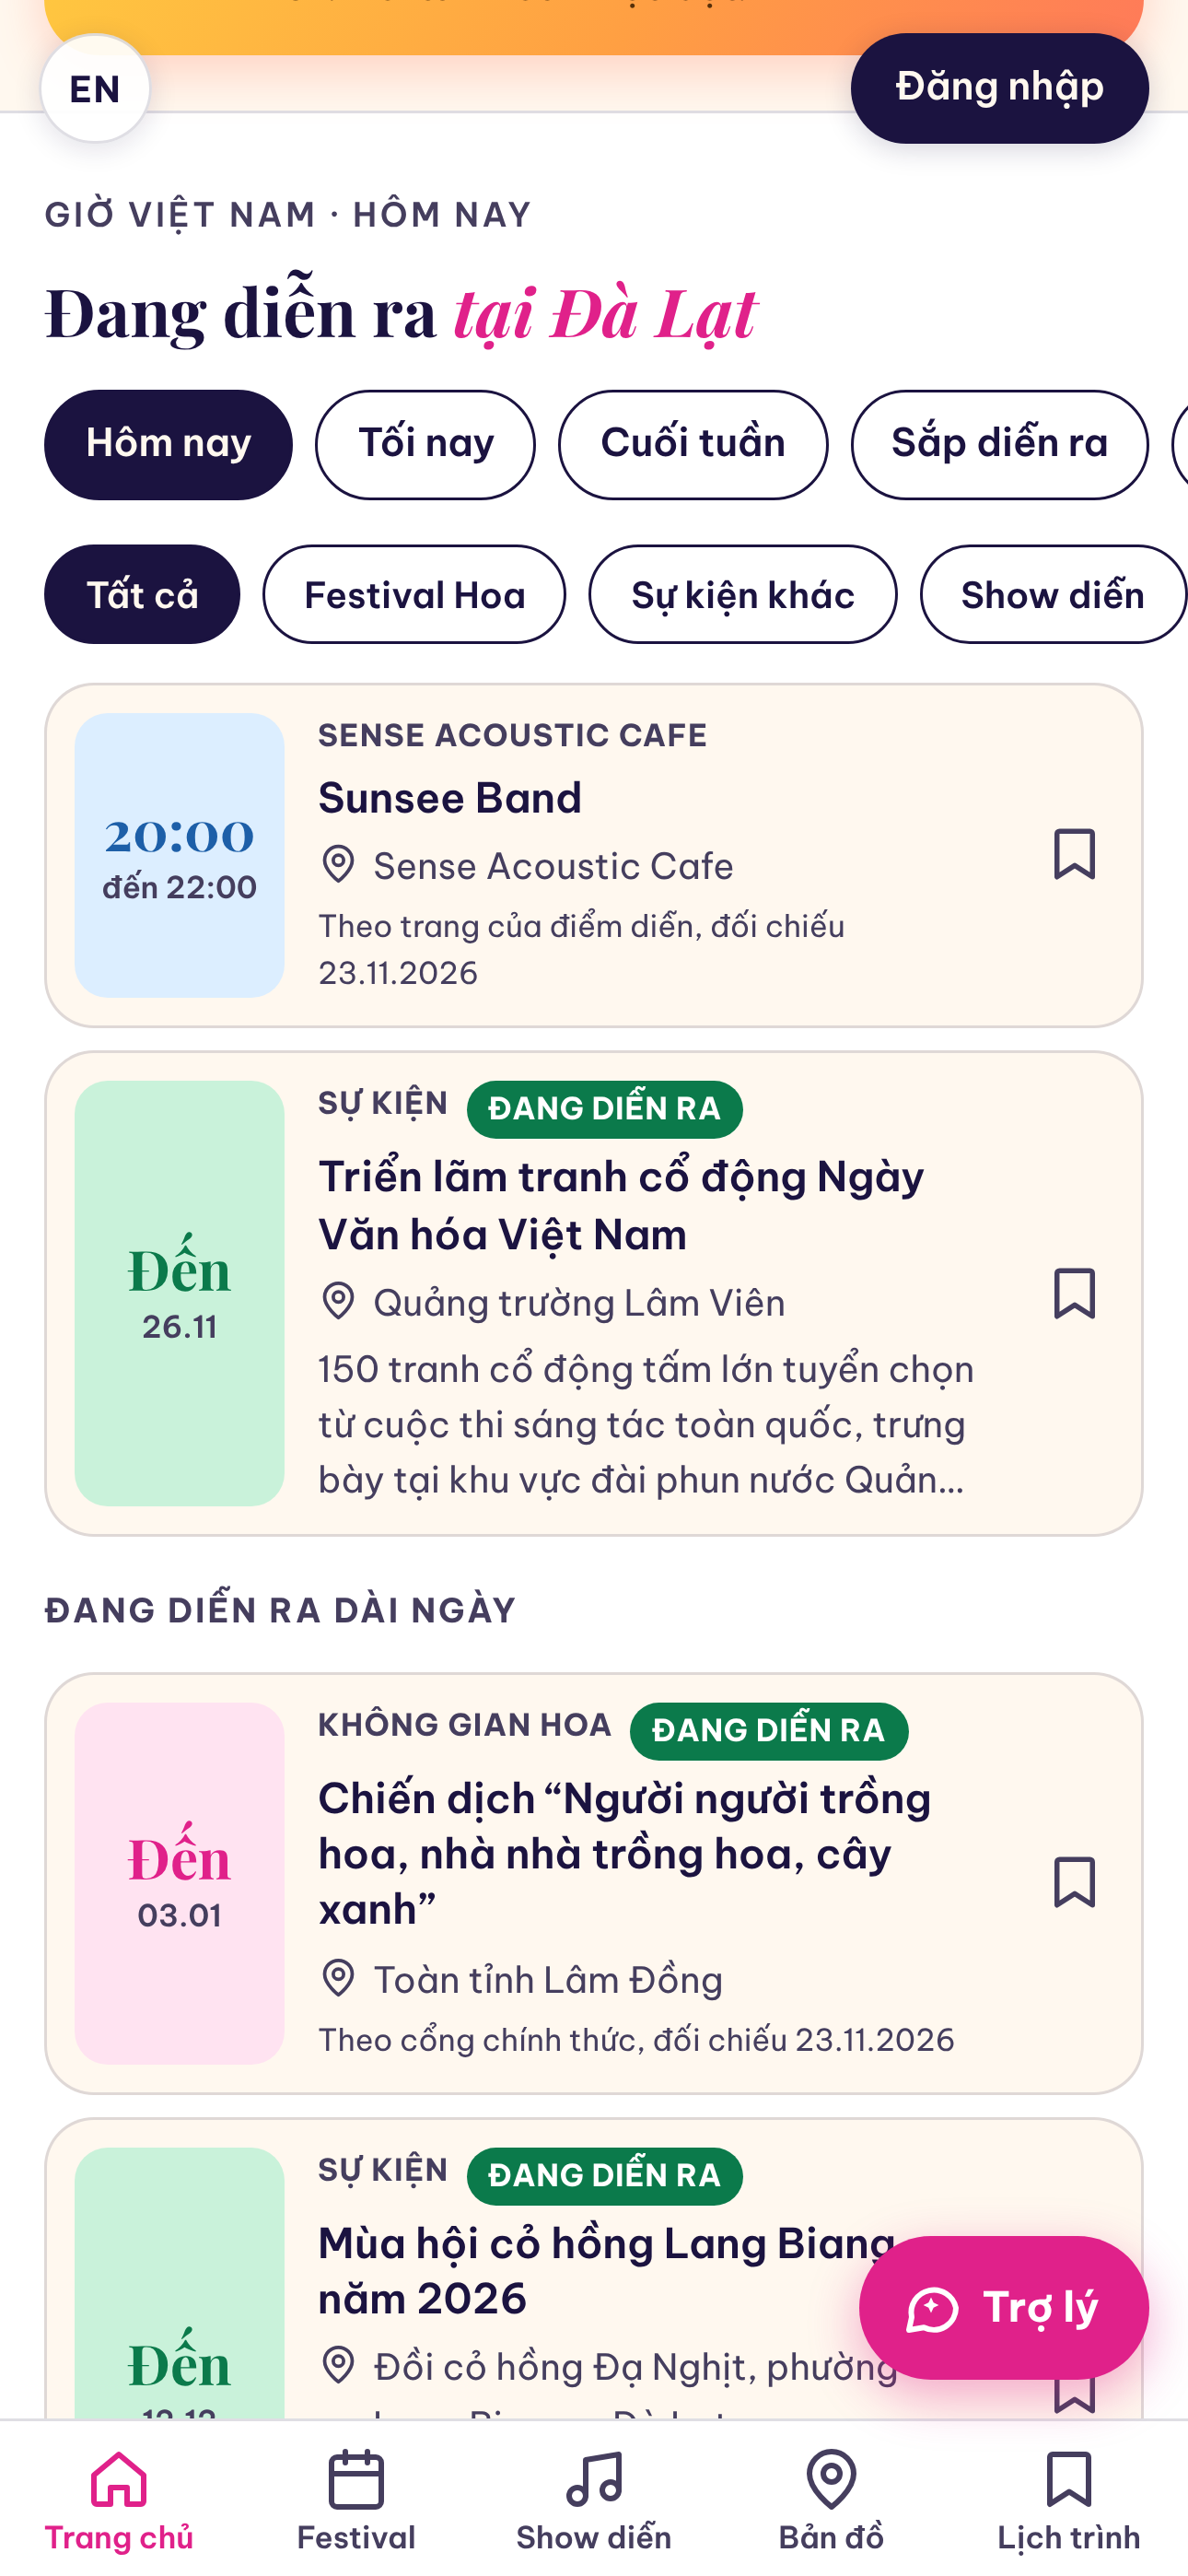 EN
Đăng nhập
GIỜ VIỆT NAM · HÔM NAY
Đang diễn ra tại Đà Lạt
Hôm nay
Tối nay
Cuối tuần
Sắp diễn ra
Tất cả
Festival Hoa
Sự kiện khác
Show diễn
20:00
đến 22:00
SENSE ACOUSTIC CAFE
Sunsee Band
Sense Acoustic Cafe
Theo trang của điểm diễn, đối chiếu
23.11.2026
Đến
26.11
SỰ KIỆN ĐANG DIỄN RA
Triển lãm tranh cổ động Ngày
Văn hóa Việt Nam
Quảng trường Lâm Viên
150 tranh cổ động tấm lớn tuyển chọn
từ cuộc thi sáng tác toàn quốc, trưng
bày tại khu vực đài phun nước Quản...
ĐANG DIỄN RA DÀI NGÀY
Đến
03.01
KHÔNG GIAN HOA ĐANG DIỄN RA
Chiến dịch “Người người trồng
hoa, nhà nhà trồng hoa, cây
xanh”
Toàn tỉnh Lâm Đồng
Theo cổng chính thức, đối chiếu 23.11.2026
Đến
SỰ KIỆN ĐANG DIỄN RA
Mùa hội cỏ hồng Lang Biang
năm 2026
Đồi cỏ hồng Đạ Nghịt, phường
Trợ lý
Trang chủ
Festival
Show diễn
Bản đồ
Lịch trình